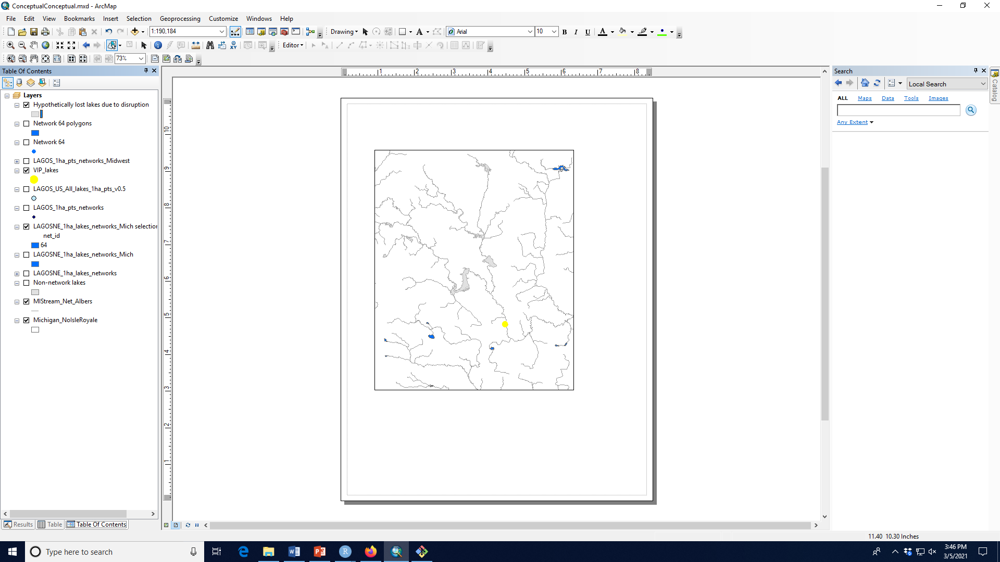 ConceptualConceptual.mxd - ArcMap
File Edit View Bookmarks Insert Selection Geoprocessing Customize Windows Help
1:190,184
Drawing
A
Arial
10
B I U A
Editor
73%
Table Of Contents
Layers
Hypothetically lost lakes due to disruption
Network 64 polygons
Network 64
LAGOS_1ha_pts_networks_Midwest
VIP_lakes
LAGOS_US_All_lakes_1ha_pts_v0.5
LAGOS_1ha_pts_networks
LAGOSNE_1ha_lakes_networks_Mich selection
net_id
64
LAGOSNE_1ha_lakes_networks_Mich
LAGOSNE_1ha_lakes_networks
Non-network lakes
MIStream_Net_Albers
Michigan_NoIsleRoyale
Results Table Table Of Contents
1 2 3 4 5 6 7 8
10
9
8
7
6
5
4
3
2
1
Search
Local Search
ALL Maps Data Tools Images
Any Extent
Catalog
11.40 10.30 Inches
Type here to search
3:46 PM
3/5/2021